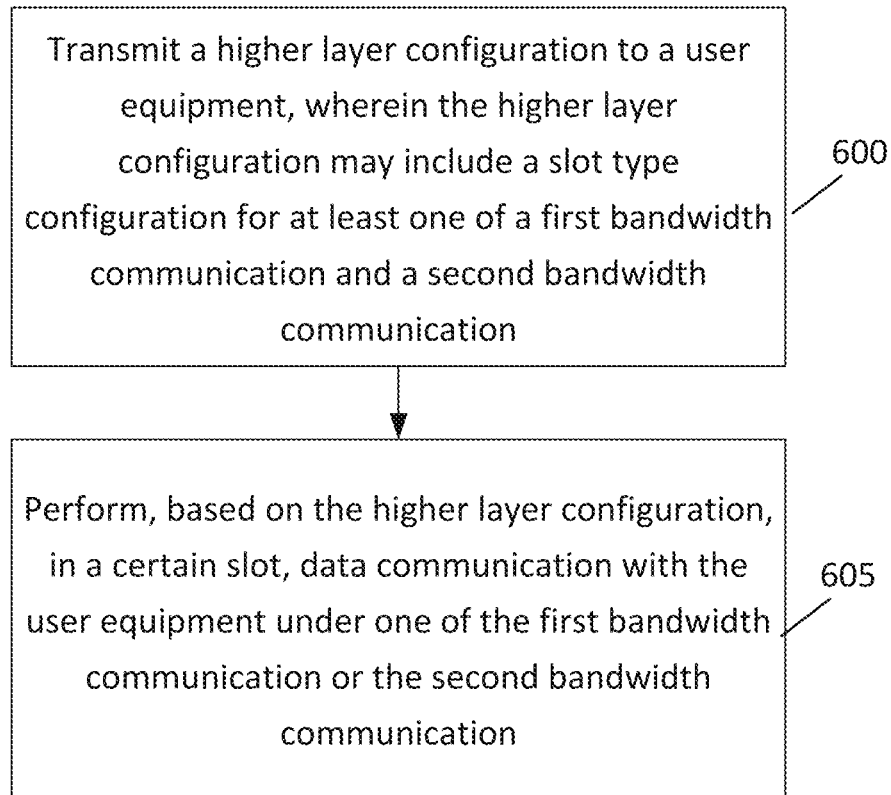 Transmit a higher layer configuration to a user
equipment, wherein the higher layer
configuration may include a slot type
configuration for at least one of a first bandwidth
communication and a second bandwidth
communication
600
Perform, based on the higher layer configuration,
in a certain slot, data communication with the
user equipment under one of the first bandwidth
communication or the second bandwidth
communication
605